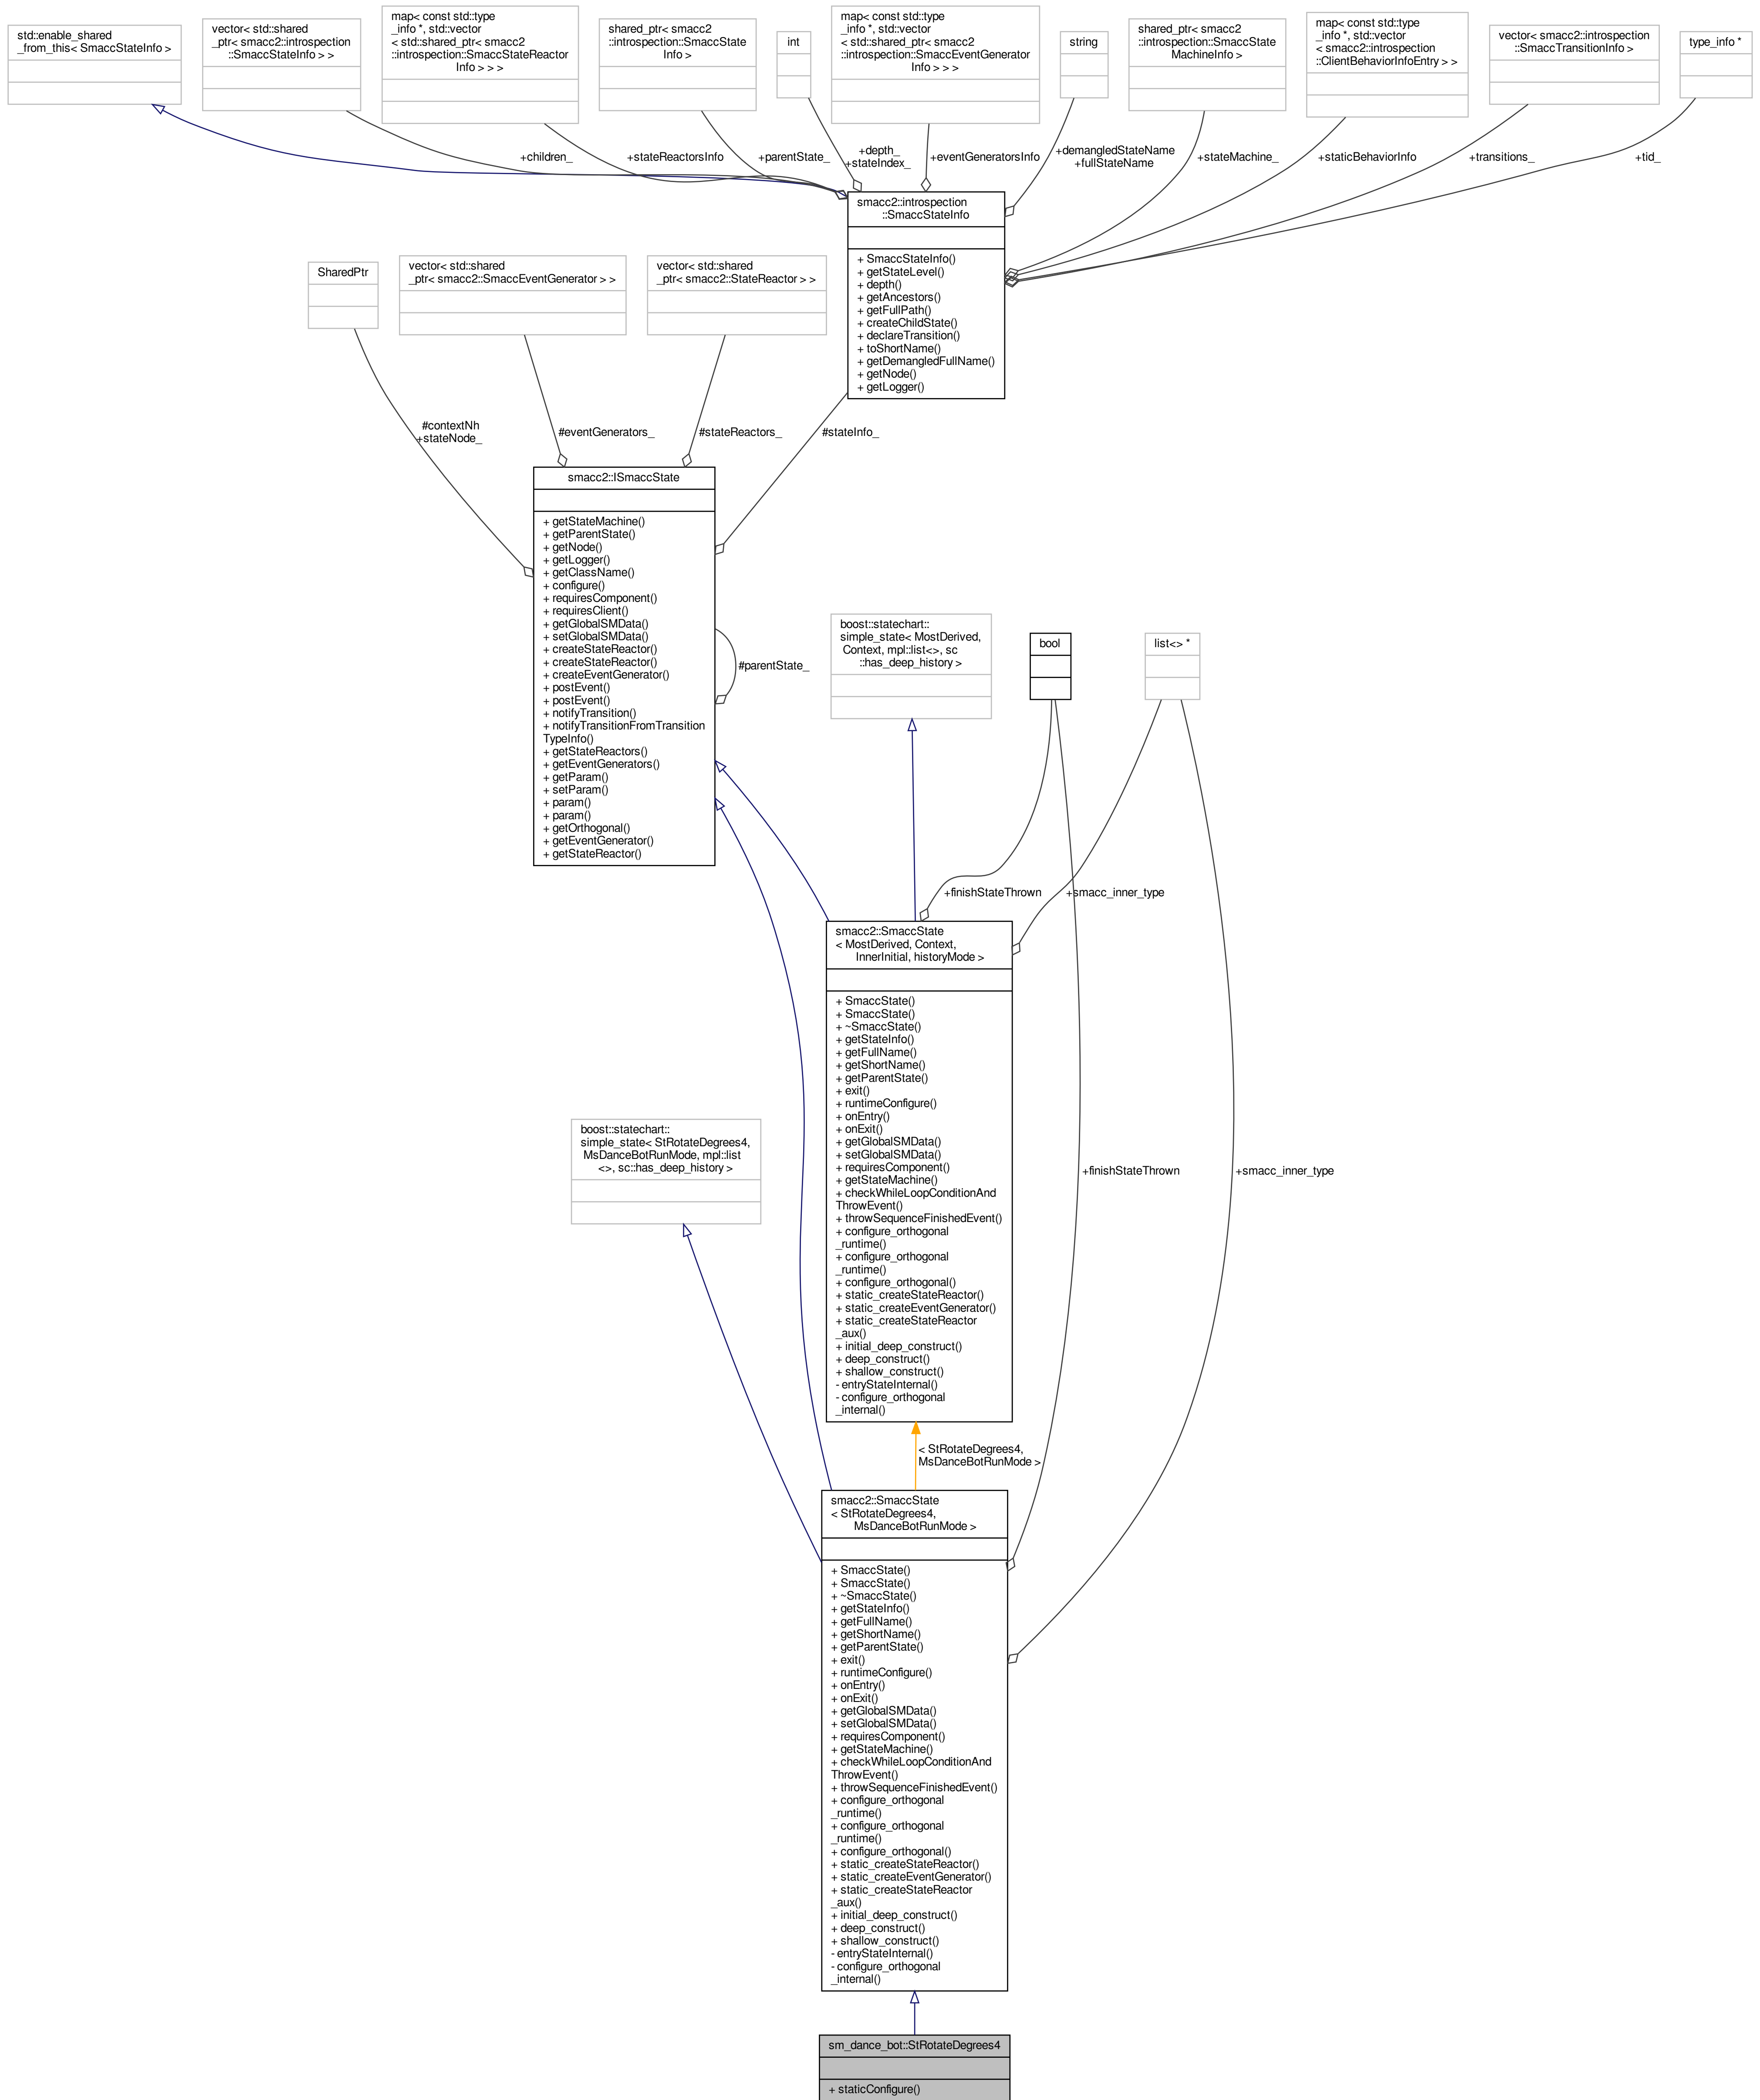 std::enable_shared
_from_this< SmaccStateInfo >
vector< std::shared
_ptr< smacc2::introspection
::SmaccStateInfo > >
map< const std::type
_info *, std::vector
< std::shared_ptr< smacc2
::introspection::SmaccStateReactor
Info > > >
shared_ptr< smacc2
::introspection::SmaccState
Info >
int
map< const std::type
_info *, std::vector
< std::shared_ptr< smacc2
::introspection::SmaccEventGenerator
Info > > >
string
shared_ptr< smacc2
::introspection::SmaccState
MachineInfo >
map< const std::type
_info *, std::vector
< smacc2::introspection
::ClientBehaviorInfoEntry > >
vector< smacc2::introspection
::SmaccTransitionInfo >
type_info *
+children_
+stateReactorsInfo
+parentState_
+depth_
+stateIndex_
+eventGeneratorsInfo
+demangledStateName
+fullStateName
+stateMachine_
+staticBehaviorInfo
+transitions_
+tid_
smacc2::introspection
::SmaccStateInfo
+ SmaccStateInfo()
+ getStateLevel()
+ depth()
+ getAncestors()
+ getFullPath()
+ createChildState()
+ declareTransition()
+ toShortName()
+ getDemangledFullName()
+ getNode()
+ getLogger()
SharedPtr
vector< std::shared
_ptr< smacc2::SmaccEventGenerator > >
vector< std::shared
_ptr< smacc2::StateReactor > >
#contextNh
+stateNode_
#eventGenerators_
#stateReactors_
#stateInfo_
smacc2::ISmaccState
+ getStateMachine()
+ getParentState()
+ getNode()
+ getLogger()
+ getClassName()
+ configure()
+ requiresComponent()
+ requiresClient()
+ getGlobalSMData()
+ setGlobalSMData()
+ createStateReactor()
+ createStateReactor()
+ createEventGenerator()
+ postEvent()
+ postEvent()
+ notifyTransition()
+ notifyTransitionFromTransition
TypeInfo()
+ getStateReactors()
+ getEventGenerators()
+ getParam()
+ setParam()
+ param()
+ param()
+ getOrthogonal()
+ getEventGenerator()
+ getStateReactor()
#parentState_
boost::statechart::
simple_state< MostDerived,
Context, mpl::list<>, sc
::has_deep_history >
bool
list<> *
+finishStateThrown
+smacc_inner_type
smacc2::SmaccState
< MostDerived, Context,
InnerInitial, historyMode >
+ SmaccState()
+ SmaccState()
+ ~SmaccState()
+ getStateInfo()
+ getFullName()
+ getShortName()
+ getParentState()
+ exit()
+ runtimeConfigure()
+ onEntry()
+ onExit()
+ getGlobalSMData()
+ setGlobalSMData()
+ requiresComponent()
+ getStateMachine()
+ checkWhileLoopConditionAnd
ThrowEvent()
+ throwSequenceFinishedEvent()
+ configure_orthogonal
_runtime()
+ configure_orthogonal
_runtime()
+ configure_orthogonal()
+ static_createStateReactor()
+ static_createEventGenerator()
+ static_createStateReactor
_aux()
+ initial_deep_construct()
+ deep_construct()
+ shallow_construct()
- entryStateInternal()
- configure_orthogonal
_internal()
boost::statechart::
simple_state< StRotateDegrees4,
MsDanceBotRunMode, mpl::list
<>, sc::has_deep_history >
+finishStateThrown
+smacc_inner_type
< StRotateDegrees4,
MsDanceBotRunMode >
smacc2::SmaccState
< StRotateDegrees4,
MsDanceBotRunMode >
+ SmaccState()
+ SmaccState()
+ ~SmaccState()
+ getStateInfo()
+ getFullName()
+ getShortName()
+ getParentState()
+ exit()
+ runtimeConfigure()
+ onEntry()
+ onExit()
+ getGlobalSMData()
+ setGlobalSMData()
+ requiresComponent()
+ getStateMachine()
+ checkWhileLoopConditionAnd
ThrowEvent()
+ throwSequenceFinishedEvent()
+ configure_orthogonal
_runtime()
+ configure_orthogonal
_runtime()
+ configure_orthogonal()
+ static_createStateReactor()
+ static_createEventGenerator()
+ static_createStateReactor
_aux()
+ initial_deep_construct()
+ deep_construct()
+ shallow_construct()
- entryStateInternal()
- configure_orthogonal
_internal()
sm_dance_bot::StRotateDegrees4
+ staticConfigure()